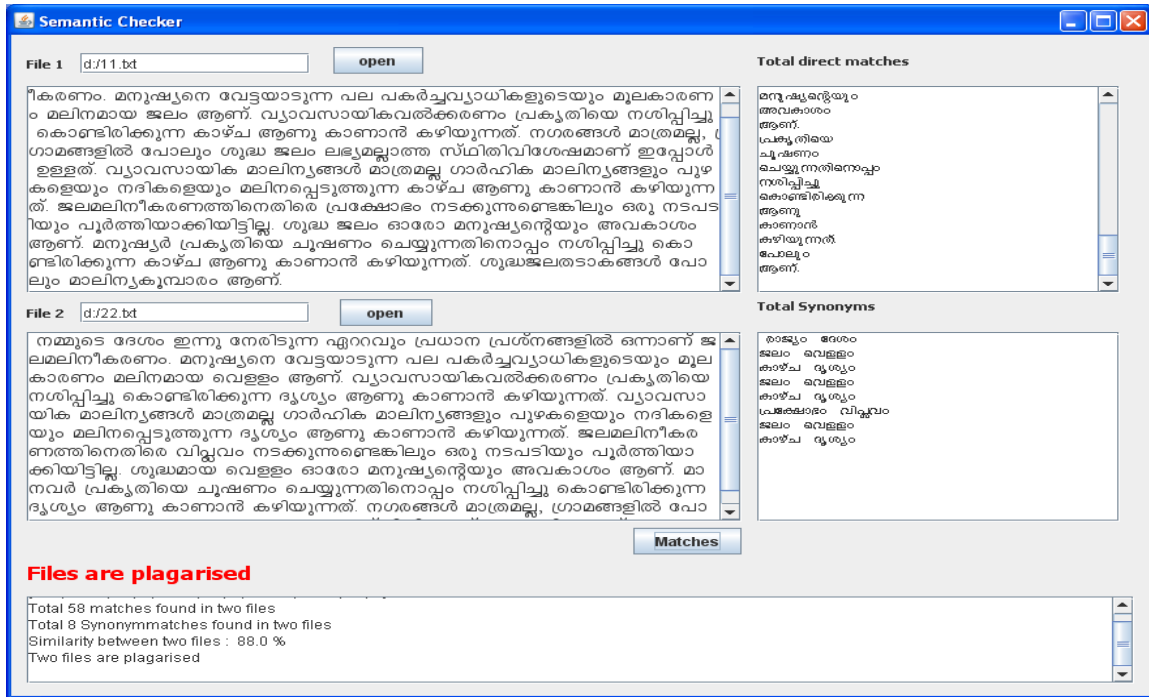 Semantic Checker
File 1 d:/11.txt open
ീകരണം. മനുഷ്യനെ വേട്ടയാടുന്ന പല പകർച്ചവ്യാധികളുടെയും മൂലകാരണ
ം മലിനമായ ജലം ആണ്. വ്യാവസായികവൽക്കരണം പ്രകൃതിയെ നശിപ്പിച്ചു
കൊണ്ടിരിക്കുന്ന കാഴ്ച ആണു കാണാൻ കഴിയുന്നത്. നഗരങ്ങൾ മാത്രമല്ല,
ഗ്രാമങ്ങളിൽ പോലും ശുദ്ധ ജലം ലഭ്യമല്ലാത്ത സ്ഥിതിവിശേഷമാണ് ഇപ്പോൾ
ഉള്ളത്. വ്യാവസായിക മാലിന്യങ്ങൾ മാത്രമല്ല ഗാർഹിക മാലിന്യങ്ങളും പുഴ
കളെയും നദികളെയും മലിനപ്പെടുത്തുന്ന കാഴ്ച ആണു കാണാൻ കഴിയുന്ന
ത്. ജലമലിനീകരണത്തിനെതിരെ പ്രക്ഷോഭം നടക്കുന്നുണ്ടെങ്കിലും ഒരു നടപട
ിയും പൂർത്തിയാക്കിയിട്ടില്ല. ശുദ്ധ ജലം ഓരോ മനുഷ്യന്റെയും അവകാശം
ആണ്. മനുഷ്യർ പ്രകൃതിയെ ചൂഷണം ചെയ്യുന്നതിനൊപ്പം നശിപ്പിച്ചു കൊ
ണ്ടിരിക്കുന്ന കാഴ്ച ആണു കാണാൻ കഴിയുന്നത്. ശുദ്ധജലതടാകങ്ങൾ പോ
ലും മാലിന്യകൂമ്പാരം ആണ്.
Total direct matches
മനുഷ്യന്റെയും
അവകാശം
ആണ്.
പ്രകൃതിയെ
ചൂഷണം
ചെയ്യുന്നതിനൊപ്പം
നശിപ്പിച്ചു
കൊണ്ടിരിക്കുന്ന
ആണു
കാണാൻ
കഴിയുന്നത്.
പോലും
ആണ്.
File 2 d:/22.txt open
നമ്മുടെ ദേശം ഇന്നു നേരിടുന്ന ഏററവും പ്രധാന പ്രശ്നങ്ങളിൽ ഒന്നാണ് ജ
ലമലിനീകരണം. മനുഷ്യനെ വേട്ടയാടുന്ന പല പകർച്ചവ്യാധികളുടെയും മൂല
കാരണം മലിനമായ വെളളം ആണ്. വ്യാവസായികവൽക്കരണം പ്രകൃതിയെ
നശിപ്പിച്ചു കൊണ്ടിരിക്കുന്ന ദൃശ്യം ആണു കാണാൻ കഴിയുന്നത്. വ്യാവസാ
യിക മാലിന്യങ്ങൾ മാത്രമല്ല ഗാർഹിക മാലിന്യങ്ങളും പുഴകളെയും നദികളെ
യും മലിനപ്പെടുത്തുന്ന ദൃശ്യം ആണു കാണാൻ കഴിയുന്നത്. ജലമലിനീകര
ണത്തിനെതിരെ വിപ്ലവം നടക്കുന്നുണ്ടെങ്കിലും ഒരു നടപടിയും പൂർത്തിയാ
ക്കിയിട്ടില്ല. ശുദ്ധമായ വെളളം ഓരോ മനുഷ്യന്റെയും അവകാശം ആണ്. മാ
നവർ പ്രകൃതിയെ ചൂഷണം ചെയ്യുന്നതിനൊപ്പം നശിപ്പിച്ചു കൊണ്ടിരിക്കുന്ന
ദൃശ്യം ആണു കാണാൻ കഴിയുന്നത്. നഗരങ്ങൾ മാത്രമല്ല, ഗ്രാമങ്ങളിൽ പോ
Total Synonyms
രാജ്യം ദേശം
ജലം വെളളം
കാഴ്ച ദൃശ്യം
ജലം വെളളം
കാഴ്ച ദൃശ്യം
പ്രക്ഷോഭം വിപ്ലവം
ജലം വെളളം
കാഴ്ച ദൃശ്യം
Matches
Files are plagarised
Total 58 matches found in two files
Total 8 Synonymmatches found in two files
Similarity between two files : 88.0 %
Two files are plagarised